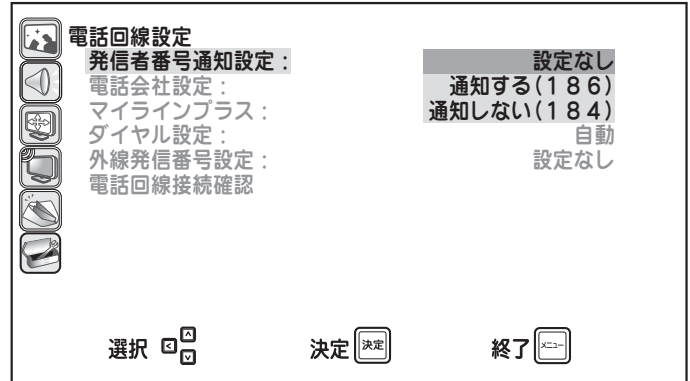 電話回線設定
発信者番号通知設定： 設定なし
電話会社設定： 通知する(１８６)
マイラインプラス： 通知しない(１８４)
ダイヤル設定： 自動
外線発信番号設定： 設定なし
電話回線接続確認
選択 決定 決定 終了 メニュー